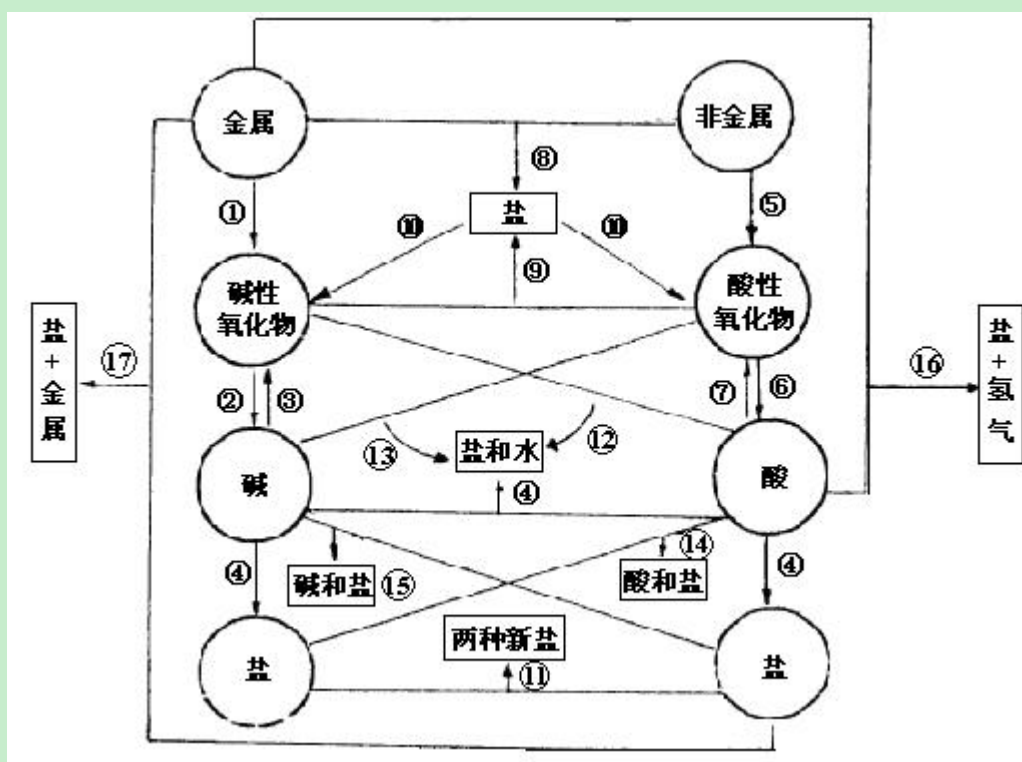 金属
非金属
⑧
盐
①
⑤
⑩
⑩
⑨
碱性
氧化物
酸性
氧化物
盐+金属
⑰
⑯
盐+氢气
②
③
⑦
⑥
⑬
盐和水
⑫
碱
④
酸
④
碱和盐
⑮
⑭
酸和盐
④
盐
两种新盐
⑪
盐